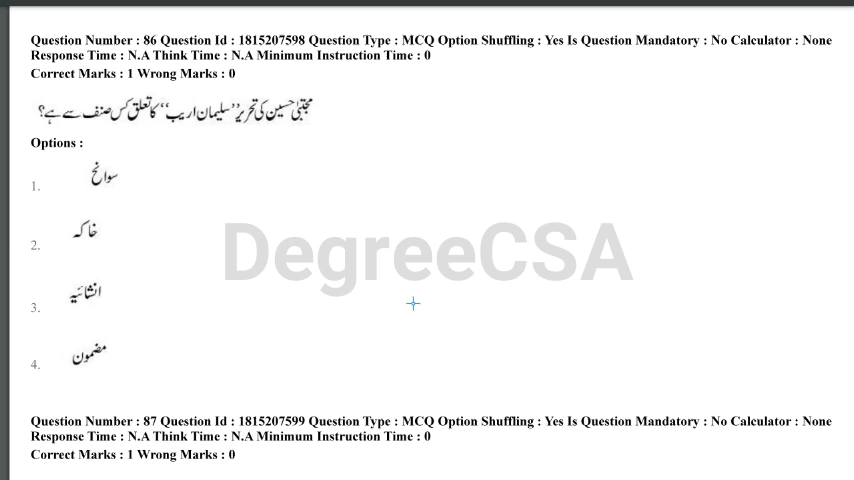 Question Number : 86 Question Id : 1815207598 Question Type : MCQ Option Shuffling : Yes Is Question Mandatory : No Calculator : None
Response Time : N.A Think Time : N.A Minimum Instruction Time : 0
Correct Marks : 1 Wrong Marks : 0
مجتبیٰ حسین کی تحریر ’’سلیمان اریب‘‘ کا تعلق کس صنف سے ہے؟
Options :
1. سوانح
2. خاکہ
DegreeCSA
3. انشائیہ
4. مضمون
Question Number : 87 Question Id : 1815207599 Question Type : MCQ Option Shuffling : Yes Is Question Mandatory : No Calculator : None
Response Time : N.A Think Time : N.A Minimum Instruction Time : 0
Correct Marks : 1 Wrong Marks : 0